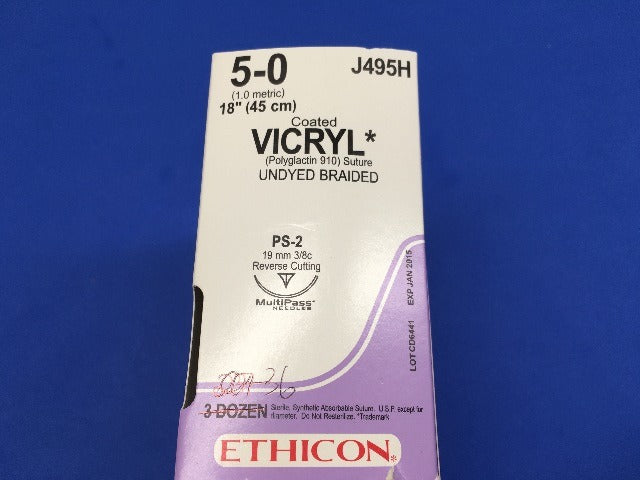 5-0
J495H
(1.0 metric)
18" (45 cm)
Coated
VICRYL*
(Polyglactin 910) Suture
UNDYED BRAIDED
PS-2
19 mm 3/8c
Reverse Cutting
MultiPass*
NEEDLES
LOT CD6441 EXP JAN 2015
36
3 DOZEN
Sterile, Synthetic Absorbable Suture. U.S.P. except for
diameter. Do Not Resterilize. *Trademark
ETHICON*